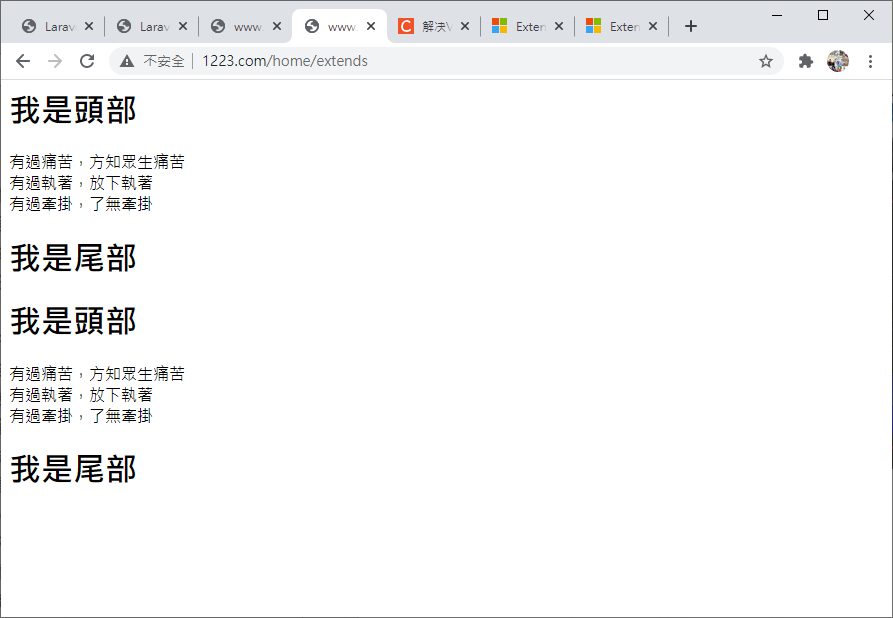 Larav
Larav
www.
www.
解决V
Exten
Exten
不安全 1223.com/home/extends
我是頭部
有過痛苦，方知眾生痛苦
有過執著，放下執著
有過牽掛，了無牽掛
我是尾部
我是頭部
有過痛苦，方知眾生痛苦
有過執著，放下執著
有過牽掛，了無牽掛
我是尾部